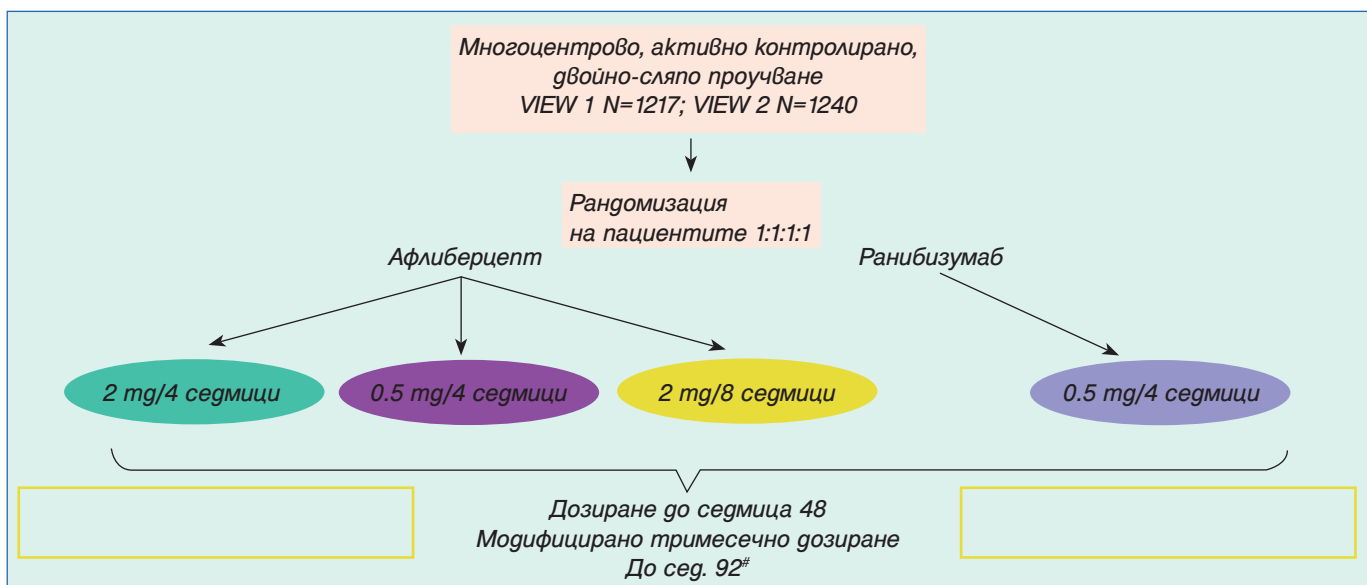 Многоцентрово, активно контролирано,
двойно-сляпо проучване
VIEW 1 N=1217; VIEW 2 N=1240
Рандомизация
на пациентите 1:1:1:1
Афлиберцепт
Ранибизумаб
2 mg/4 седмици
0.5 mg/4 седмици
2 mg/8 седмици
0.5 mg/4 седмици
Дозиране до седмица 48
Модифицирано тримесечно дозиране
До сед. 92#